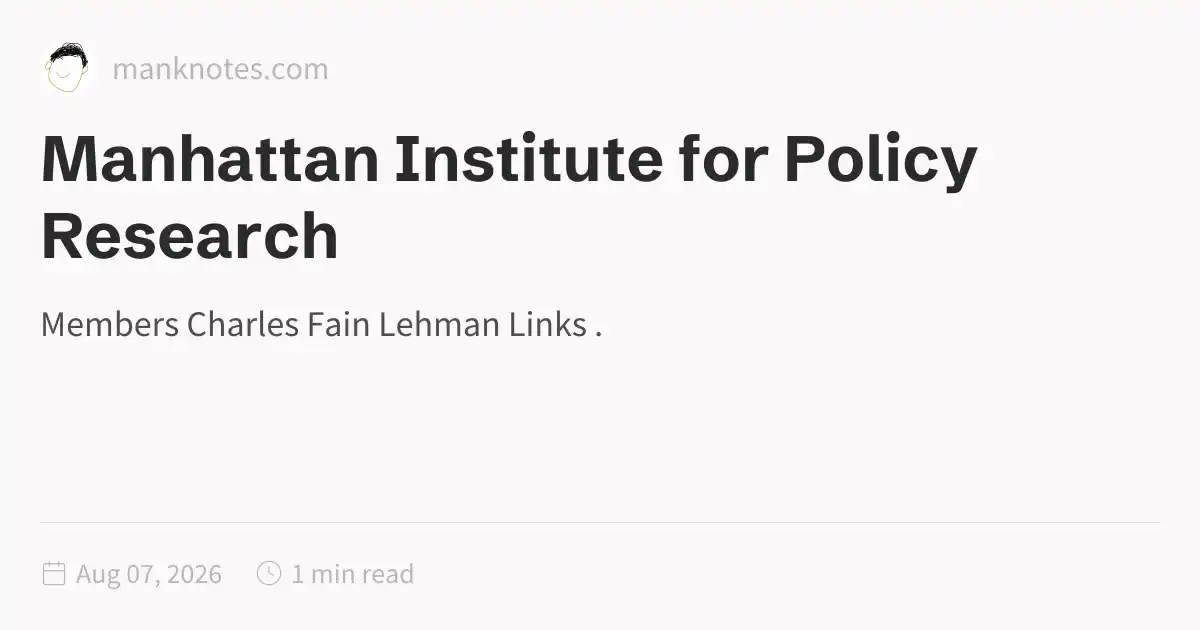 manknotes.com
Manhattan Institute for Policy
Research
Members Charles Fain Lehman Links .
Aug 07, 2026 1 min read